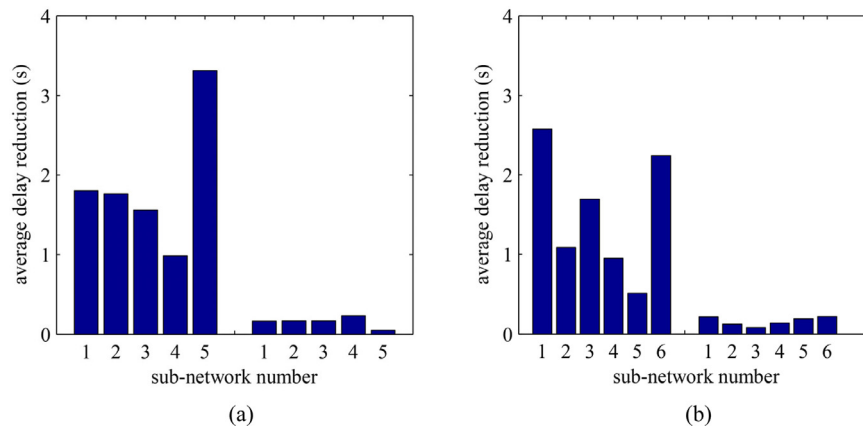 4
3
2
1
0
average delay reduction (s)
1 2 3 4 5 1 2 3 4 5
sub-network number
(a)
4
3
2
1
0
average delay reduction (s)
1 2 3 4 5 6 1 2 3 4 5 6
sub-network number
(b)